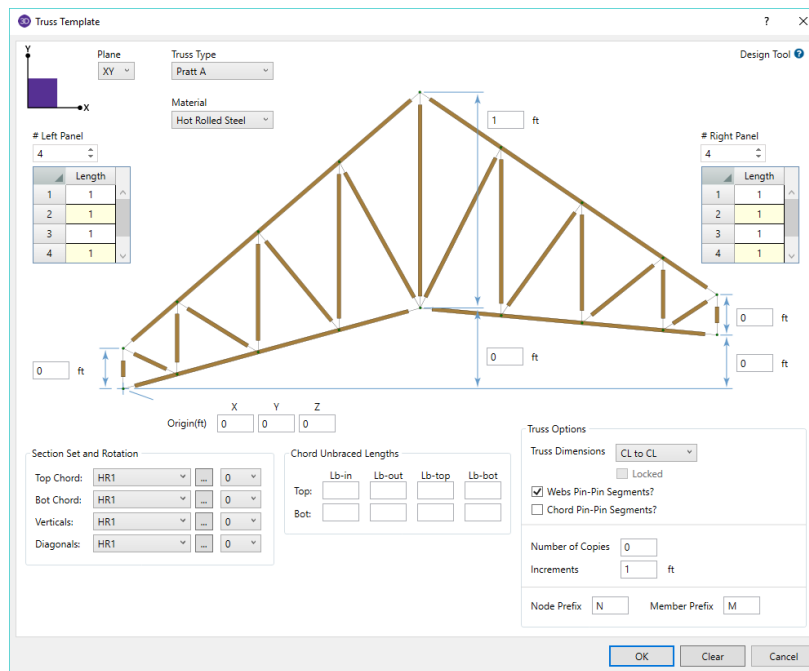 3D Truss Template ? ×
Y
X
Plane
XY
Truss Type
Pratt A
Design Tool ?
Material
Hot Rolled Steel
# Left Panel
4
Length
1 1
2 1
3 1
4 1
1 ft
# Right Panel
4
Length
1 1
2 1
3 1
4 1
0 ft
0 ft
0 ft
0 ft
X Y Z
Origin(ft) 0 0 0
Section Set and Rotation
Top Chord: HR1 ... 0
Bot Chord: HR1 ... 0
Verticals: HR1 ... 0
Diagonals: HR1 ... 0
Chord Unbraced Lengths
Lb-in Lb-out Lb-top Lb-bot
Top:
Bot:
Truss Options
Truss Dimensions CL to CL
Locked
Webs Pin-Pin Segments?
Chord Pin-Pin Segments?
Number of Copies 0
Increments 1 ft
Node Prefix N Member Prefix M
OK Clear Cancel